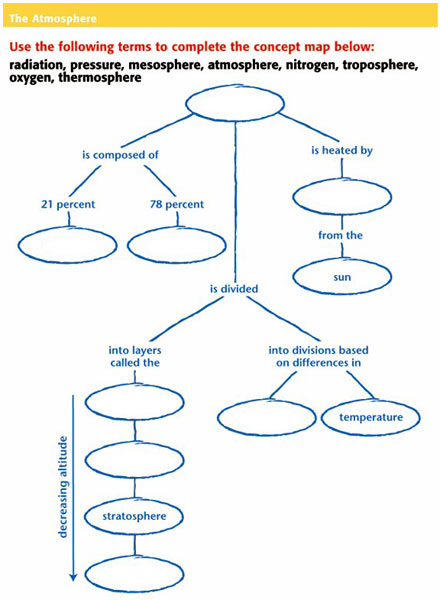 The Atmosphere
Use the following terms to complete the concept map below:
radiation, pressure, mesosphere, atmosphere, nitrogen, troposphere,
oxygen, thermosphere
is composed of
is heated by
21 percent
78 percent
from the
sun
is divided
into layers
called the
into divisions based
on differences in
temperature
decreasing altitude
stratosphere